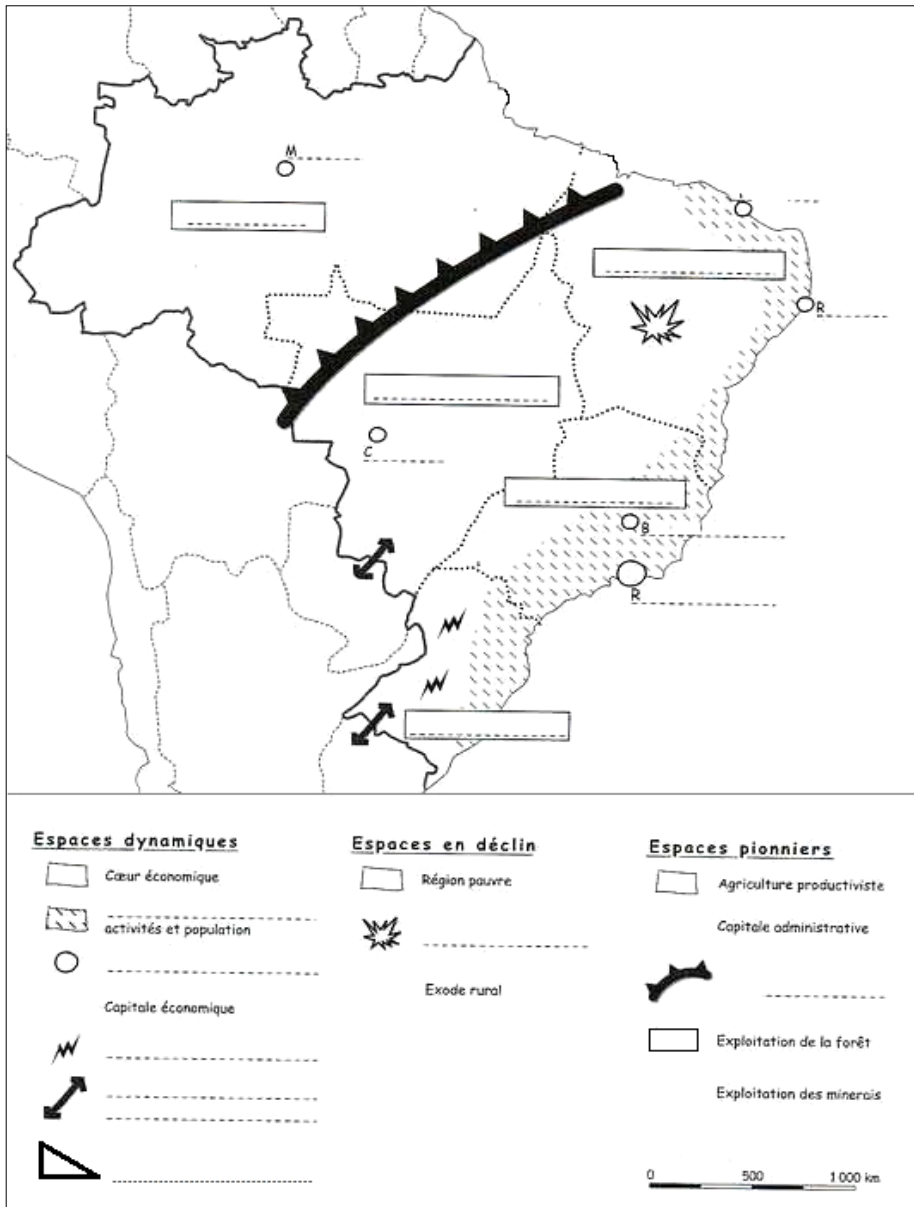 M
R
C
B
R
Espaces dynamiques
Cœur économique
activités et population
Capitale économique
Espaces en déclin
Région pauvre
Exode rural
Espaces pionniers
Agriculture productiviste
Capitale administrative
Exploitation de la forêt
Exploitation des minerais
0 500 1 000 km